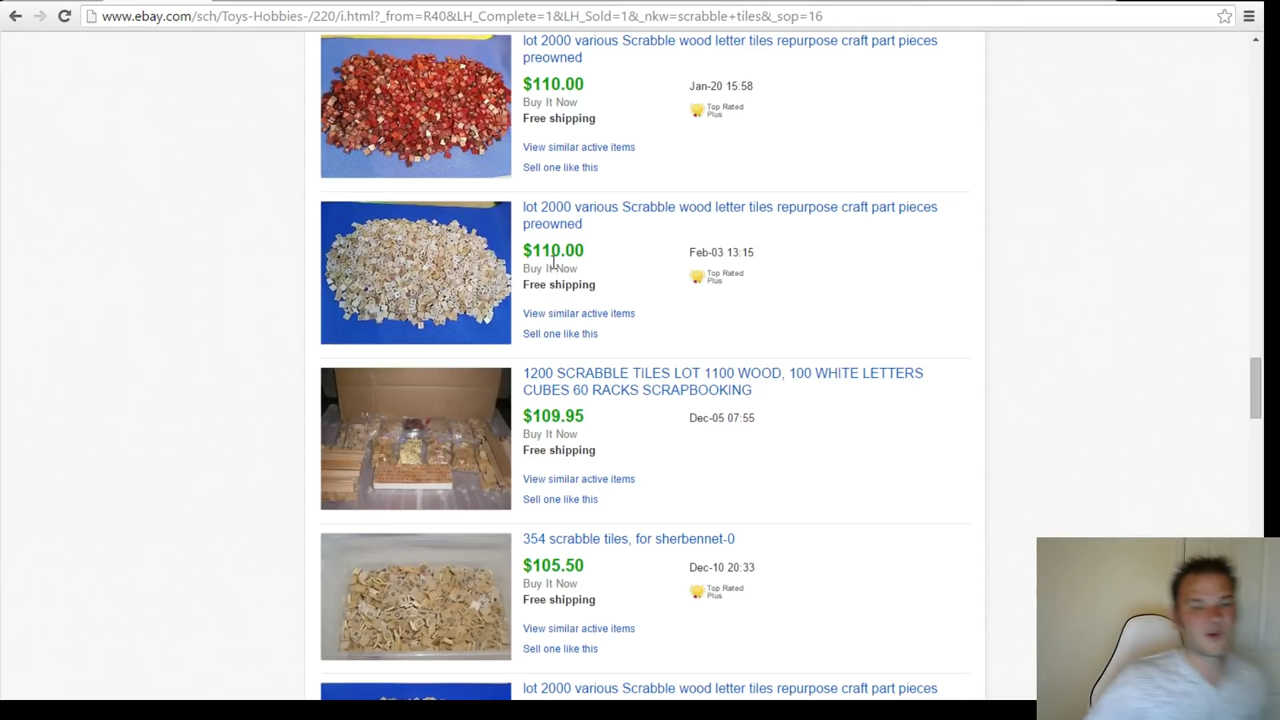 www.ebay.com/sch/Toys-Hobbies-/220/i.html?_from=R40&LH_Complete=1&LH_Sold=1&_nkw=scrabble+tiles&_sop=16
lot 2000 various Scrabble wood letter tiles repurpose craft part pieces
preowned
$110.00
Jan-20 15:58
Buy It Now
Top Rated
Plus
Free shipping
View similar active items
Sell one like this
lot 2000 various Scrabble wood letter tiles repurpose craft part pieces
preowned
$110.00
Feb-03 13:15
Buy It Now
Top Rated
Plus
Free shipping
View similar active items
Sell one like this
1200 SCRABBLE TILES LOT 1100 WOOD, 100 WHITE LETTERS
CUBES 60 RACKS SCRAPBOOKING
$109.95
Dec-05 07:55
Buy It Now
Free shipping
View similar active items
Sell one like this
354 scrabble tiles, for sherbennet-0
$105.50
Dec-10 20:33
Buy It Now
Top Rated
Plus
Free shipping
View similar active items
Sell one like this
lot 2000 various Scrabble wood letter tiles repurpose craft part pieces